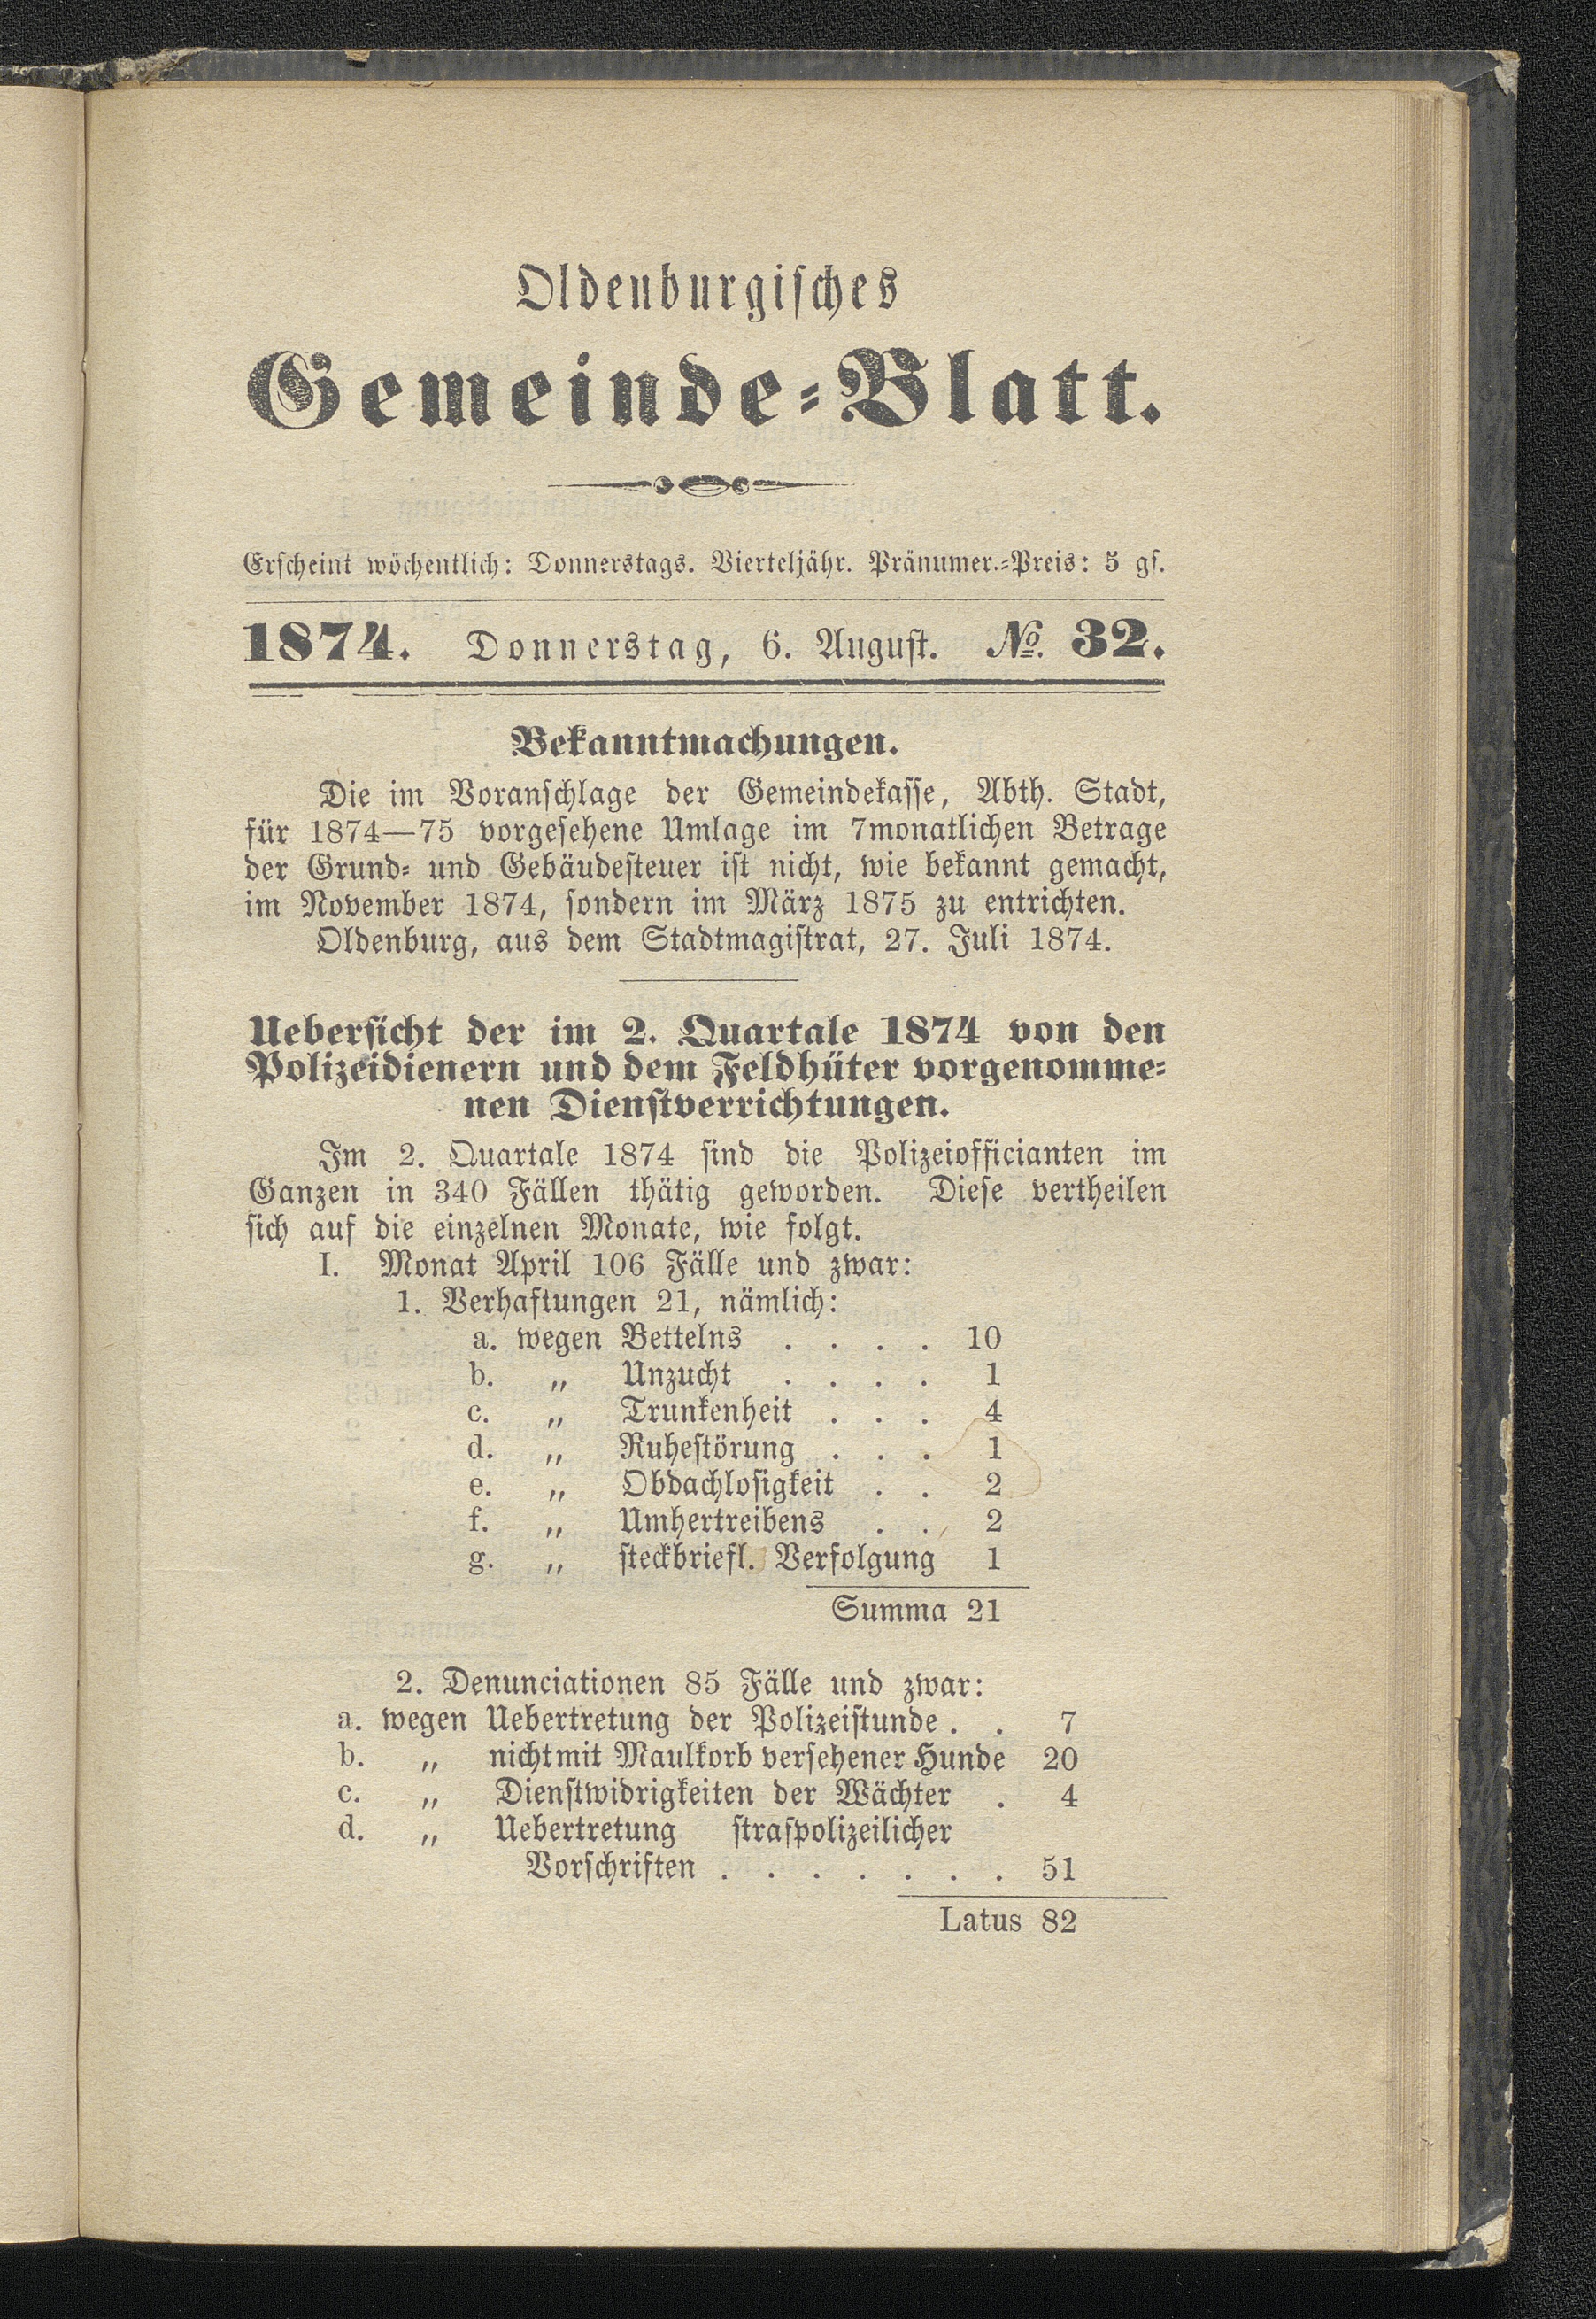 Oldenburgisches
Gemeinde-Blatt.
Erscheint wöchentlich: Donnerstags. Vierteljähr. Pränumer.-Preis: 5 gs.
1874. Donnerstag, 6. August. №. 32.
Bekanntmachungen.
Die im Voranschlage der Gemeindekasse, Abth. Stadt,
für 1874—75 vorgesehene Umlage im 7monatlichen Betrage
der Grund- und Gebäudesteuer ist nicht, wie bekannt gemacht,
im November 1874, sondern im März 1875 zu entrichten.
Oldenburg, aus dem Stadtmagistrat, 27. Juli 1874.
Uebersicht der im 2. Quartale 1874 von den
Polizeidienern und dem Feldhüter vorgenomme-
nen Dienstverrichtungen.
Im 2. Quartale 1874 sind die Polizeiofficianten im
Ganzen in 340 Fällen thätig geworden. Diese vertheilen
sich auf die einzelnen Monate, wie folgt.
I. Monat April 106 Fälle und zwar:
1. Verhaftungen 21, nämlich:
a. wegen Bettelns . . . . 10
b. „ Unzucht . . . . 1
c. „ Trunkenheit . . . 4
d. „ Ruhestörung . . . 1
e. „ Obdachlosigkeit . . 2
f. „ Umhertreibens . . 2
g. „ steckbriefl. Verfolgung 1
Summa 21
2. Denunciationen 85 Fälle und zwar:
a. wegen Uebertretung der Polizeistunde . . 7
b. „ nicht mit Maulkorb versehener Hunde 20
c. „ Dienstwidrigkeiten der Wächter . 4
d. „ Uebertretung strafpolizeilicher
Vorschriften . . . . . . . 51
Latus 82